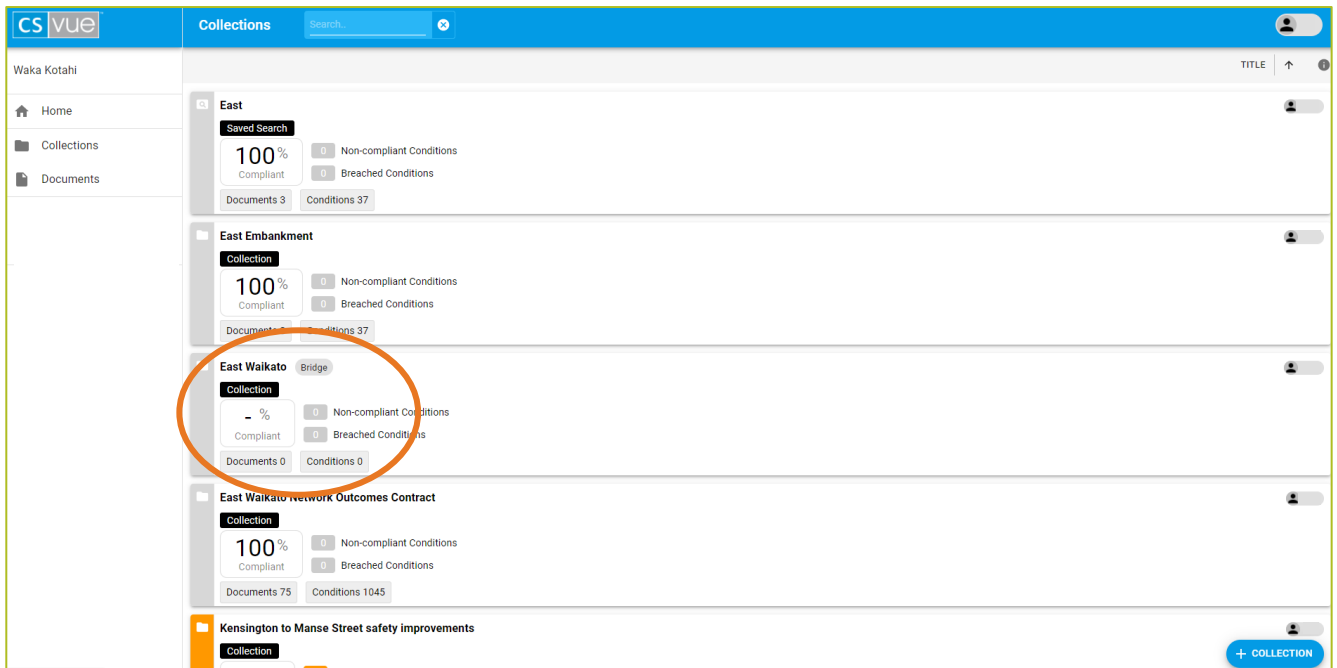 CS VUE
Collections
Search..
Waka Kotahi
TITLE
Home
Collections
Documents
East
Saved Search
100%
Compliant
0 Non-compliant Conditions
0 Breached Conditions
Documents 3 Conditions 37
East Embankment
Collection
100%
Compliant
0 Non-compliant Conditions
0 Breached Conditions
Documents Conditions 37
East Waikato Bridge
Collection
- %
Compliant
0 Non-compliant Conditions
0 Breached Conditions
Documents 0 Conditions 0
East Waikato Network Outcomes Contract
Collection
100%
Compliant
0 Non-compliant Conditions
0 Breached Conditions
Documents 75 Conditions 1045
Kensington to Manse Street safety improvements
Collection
+ COLLECTION